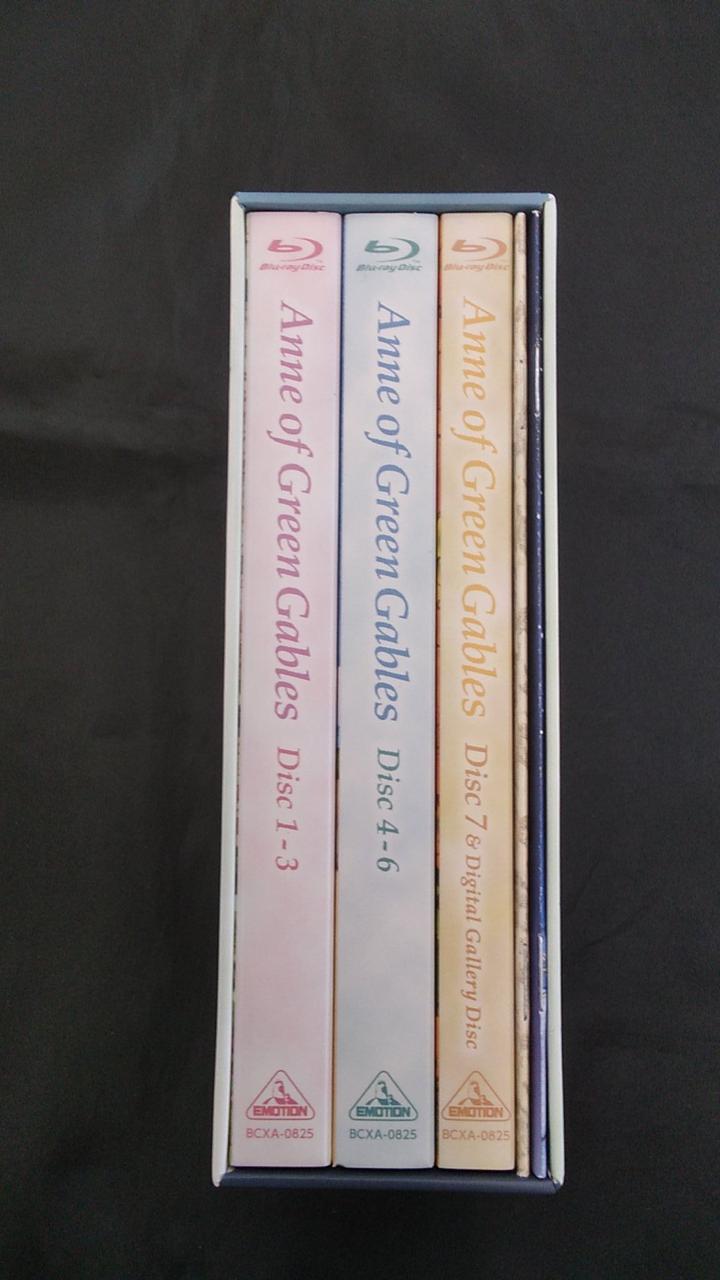 Blu-ray Disc
Anne of Green Gables Disc 1-3
EMOTION
BCXA-0825
Blu-ray Disc
Anne of Green Gables Disc 4-6
EMOTION
BCXA-0825
Blu-ray Disc
Anne of Green Gables Disc 7 & Digital Gallery Disc
EMOTION
BCXA-0825